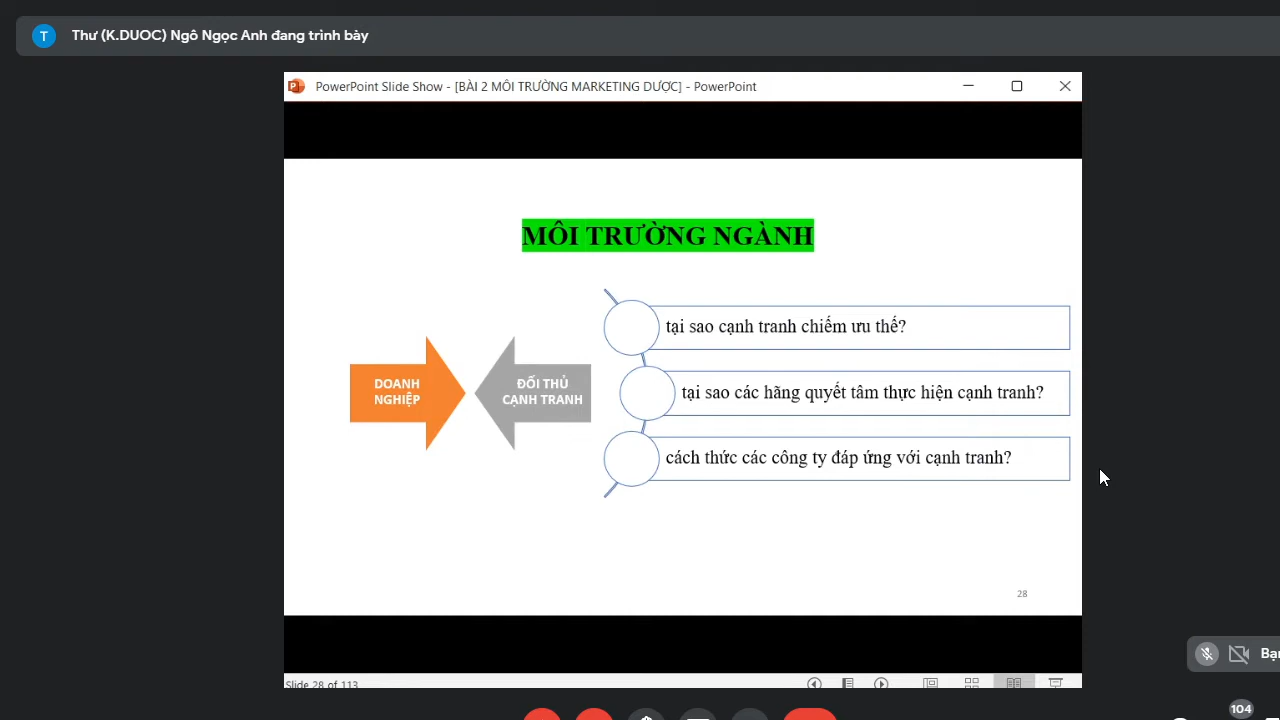 T
Thư (K.DUOC) Ngô Ngọc Anh đang trình bày
PowerPoint Slide Show - [BÀI 2 MÔI TRƯỜNG MARKETING DƯỢC] - PowerPoint
MÔI TRƯỜNG NGÀNH
DOANH
NGHIỆP
ĐỐI THỦ
CẠNH TRANH
tại sao cạnh tranh chiếm ưu thế?
tại sao các hãng quyết tâm thực hiện cạnh tranh?
cách thức các công ty đáp ứng với cạnh tranh?
28
Slide 28 of 113
104